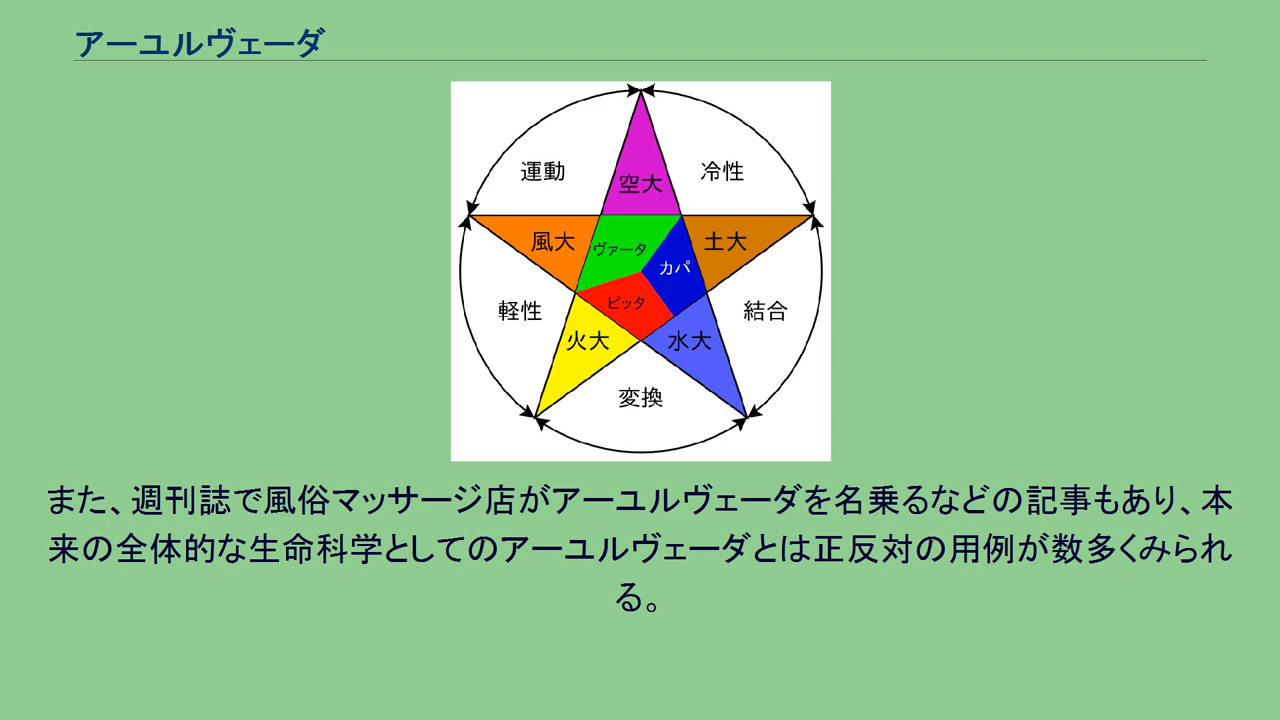 アーユルヴェーダ
運動
冷性
空大
風大
ヴァータ
土大
カパ
軽性
ピッタ
結合
火大
水大
変換
また、週刊誌で風俗マッサージ店がアーユルヴェーダを名乗るなどの記事もあり、本
来の全体的な生命科学としてのアーユルヴェーダとは正反対の用例が数多くみられ
る。